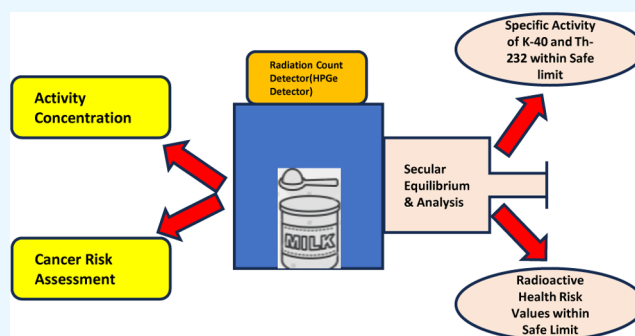 Activity
Concentration
Cancer Risk
Assessment
Radiation Count
Detector(HPGe
Detector)
MILK
Secular
Equilibrium
& Analysis
Specific Activity
of K-40 and Th-
232 within Safe
limit
Radioactive
Health Risk
Values within
Safe Limit